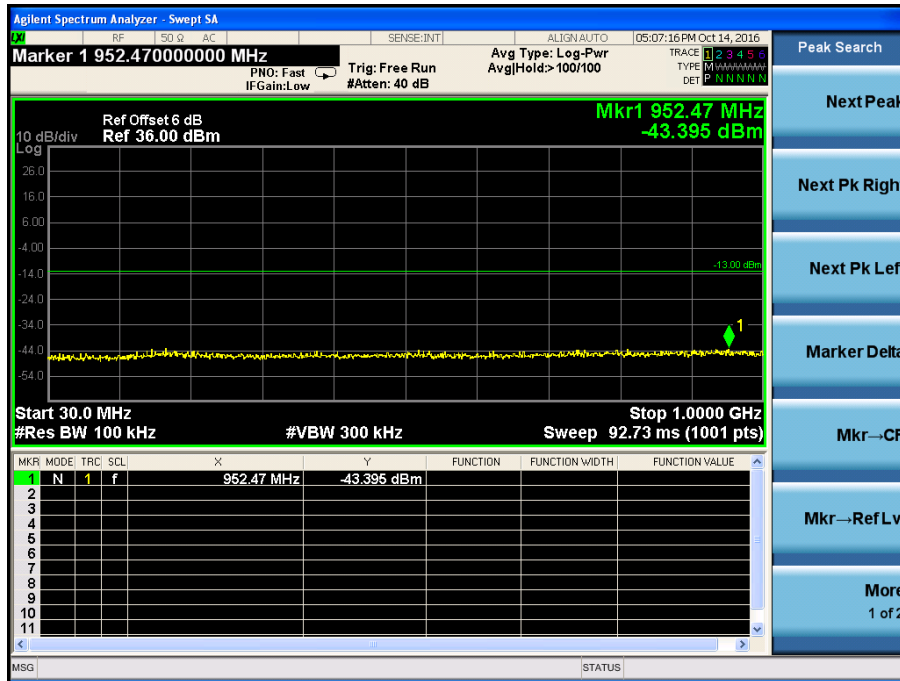 Agilent Spectrum Analyzer - Swept SA
LXI RF 50 Ω AC SENSE:INT ALIGN AUTO 05:07:16 PM Oct 14, 2016
Marker 1 952.470000000 MHz
PNO: Fast
IFGain:Low
Trig: Free Run
#Atten: 40 dB
Avg Type: Log-Pwr
Avg|Hold:>100/100
TRACE 1 2 3 4 5 6
TYPE M WWWWW
DET P N N N N N
Mkr1 952.47 MHz
-43.395 dBm
Ref Offset 6 dB
10 dB/div Ref 36.00 dBm
Log
26.0
16.0
6.00
-4.00
-13.00 dBm
-14.0
-24.0
-34.0
1
-44.0
-54.0
Start 30.0 MHz Stop 1.0000 GHz
#Res BW 100 kHz #VBW 300 kHz Sweep 92.73 ms (1001 pts)
MKR MODE TRC SCL X Y FUNCTION FUNCTION WIDTH FUNCTION VALUE
1 N 1 f 952.47 MHz -43.395 dBm
2
3
4
5
6
7
8
9
10
11
MSG STATUS
Peak Search
Next Peak
Next Pk Righ
Next Pk Lef
Marker Delta
Mkr→CF
Mkr→Ref Lv
More
1 of 2